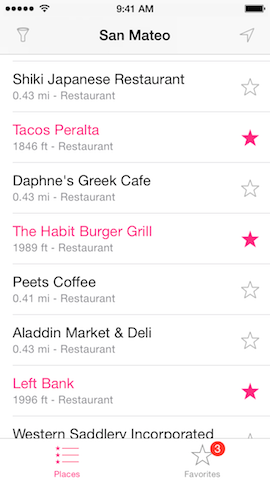 9:41 AM
San Mateo
Shiki Japanese Restaurant
0.43 mi - Restaurant
Tacos Peralta
1846 ft - Restaurant
Daphne's Greek Cafe
0.43 mi - Restaurant
The Habit Burger Grill
1989 ft - Restaurant
Peets Coffee
0.41 mi - Restaurant
Aladdin Market & Deli
0.43 mi - Restaurant
Left Bank
1996 ft - Restaurant
Western Saddlery Incorporated
3
Places
Favorites